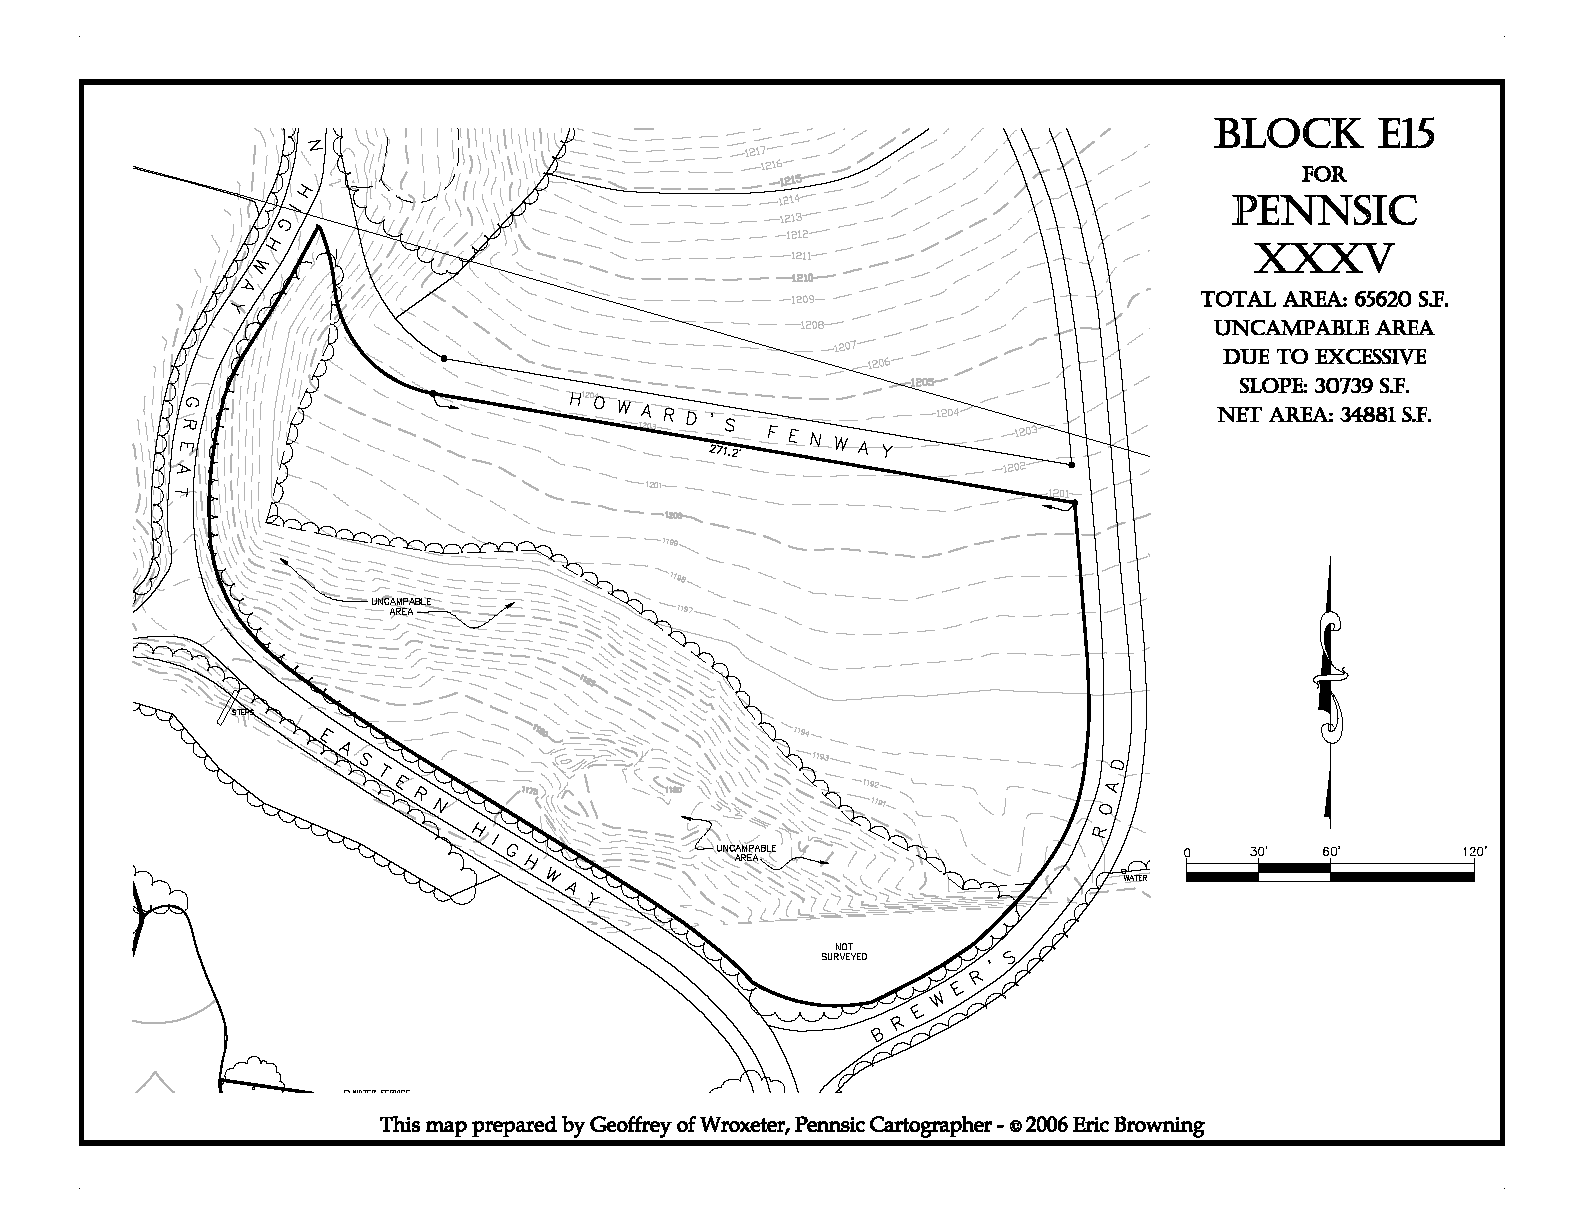 BLOCK E15
FOR
PENNSIC
XXXV
TOTAL AREA: 65620 S.F.
UNCAMPABLE AREA
DUE TO EXCESSIVE
SLOPE: 30739 S.F.
NET AREA: 34881 S.F.
N HIGHWAY
GREAT
1217
1216
1215
1214
1213
1212
1211
1210
1209
1208
1207
1206
1205
1204
1203
1202
1201
HOWARD'S FENWAY
271.2'
1201
1200
1199
1198
1197
UNCAMPABLE
AREA
STEPS
EASTERN HIGHWAY
1194
1193
1192
1191
1180
UNCAMPABLE
AREA
NOT
SURVEYED
BREWER'S ROAD
WATER
0 30' 60' 120'
This map prepared by Geoffrey of Wroxeter, Pennsic Cartographer - © 2006 Eric Browning